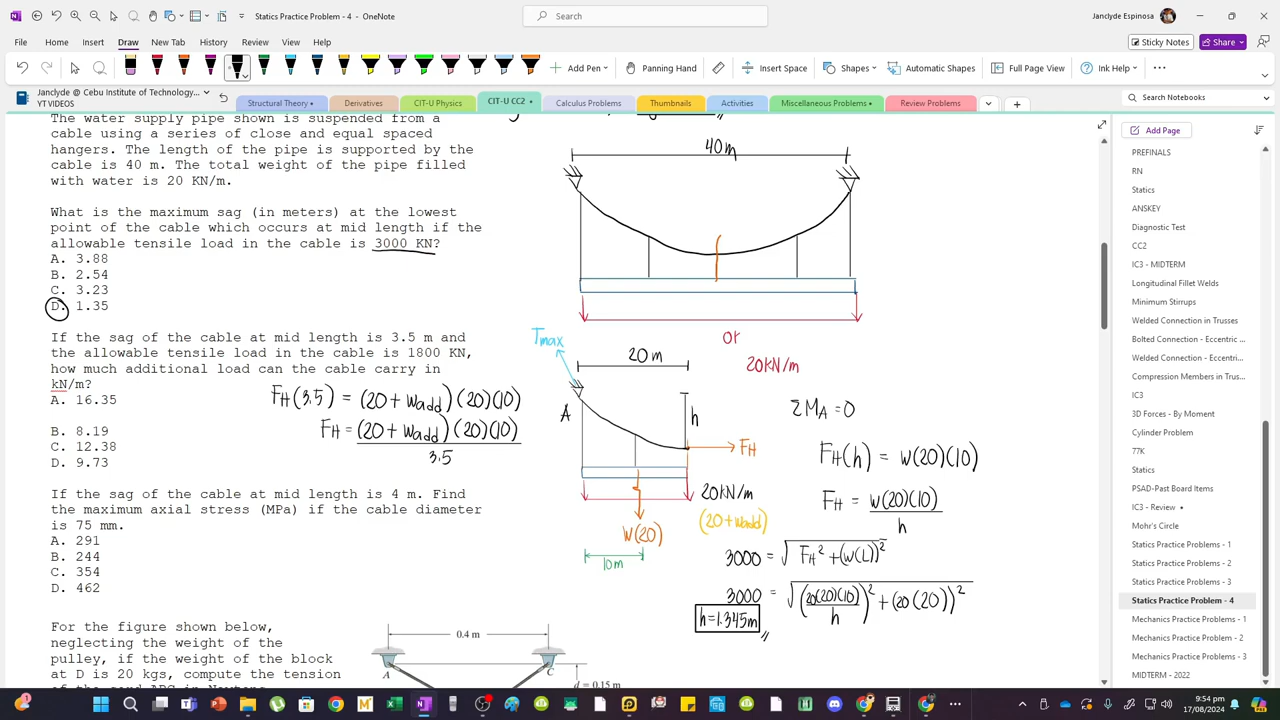 Statics Practice Problem - 4 - OneNote
Search
Janclyde Espinosa
File Home Insert Draw New Tab History Review View Help
Sticky Notes Share
Add Pen Panning Hand Insert Space Shapes Automatic Shapes Full Page View Ink Help
Janclyde @ Cebu Institute of Technology...
YT VIDEOS
Structural Theory Derivatives CIT-U Physics CIT-U CC2 Calculus Problems Thumbnails Activities Miscellaneous Problems Review Problems
Search Notebooks
Add Page
PREFINALS
RN
Statics
ANSKEY
Diagnostic Test
CC2
IC3 - MIDTERM
Longitudinal Fillet Welds
Minimum Stirrups
Welded Connection in Trusses
Bolted Connection - Eccentric ...
Welded Connection - Eccentri...
Compression Members in Trus...
IC3
3D Forces - By Moment
Cylinder Problem
77K
Statics
PSAD-Past Board Items
IC3 - Review
Mohr's Circle
Statics Practice Problems - 1
Statics Practice Problems - 2
Statics Practice Problems - 3
Statics Practice Problem - 4
Mechanics Practice Problems - 1
Mechanics Practice Problem - 2
Mechanics Practice Problem - 3
MIDTERM - 2022
The water supply pipe shown is suspended from a
cable using a series of close and equal spaced
hangers. The length of the pipe is supported by the
cable is 40 m. The total weight of the pipe filled
with water is 20 KN/m.
What is the maximum sag (in meters) at the lowest
point of the cable which occurs at mid length if the
allowable tensile load in the cable is 3000 KN?
A. 3.88
B. 2.54
C. 3.23
D. 1.35
If the sag of the cable at mid length is 3.5 m and
the allowable tensile load in the cable is 1800 KN,
how much additional load can the cable carry in
kN/m?
A. 16.35
B. 8.19
C. 12.38
D. 9.73
If the sag of the cable at mid length is 4 m. Find
the maximum axial stress (MPa) if the cable diameter
is 75 mm.
A. 291
B. 244
C. 354
D. 462
For the figure shown below,
neglecting the weight of the
pulley, if the weight of the block
at D is 20 kgs, compute the tension
FH(3.5) = (20 + wadd)(20)(10)
FH = (20 + wadd)(20)(10)
3.5
40m
20KN/m
Tmax
20 m
A
h
FH
20KN/m
(20+wadd)
W(20)
10m
ΣMA = 0
FH(h) = w(20)(10)
FH = w(20)(10)
h
3000 = √FH² + (w(L))²
3000 = √(20(20)(10)/h)² + (20(20))²
h=1.345m
0.4 m
A
C
d = 0.15 m
9:54 pm
17/08/2024